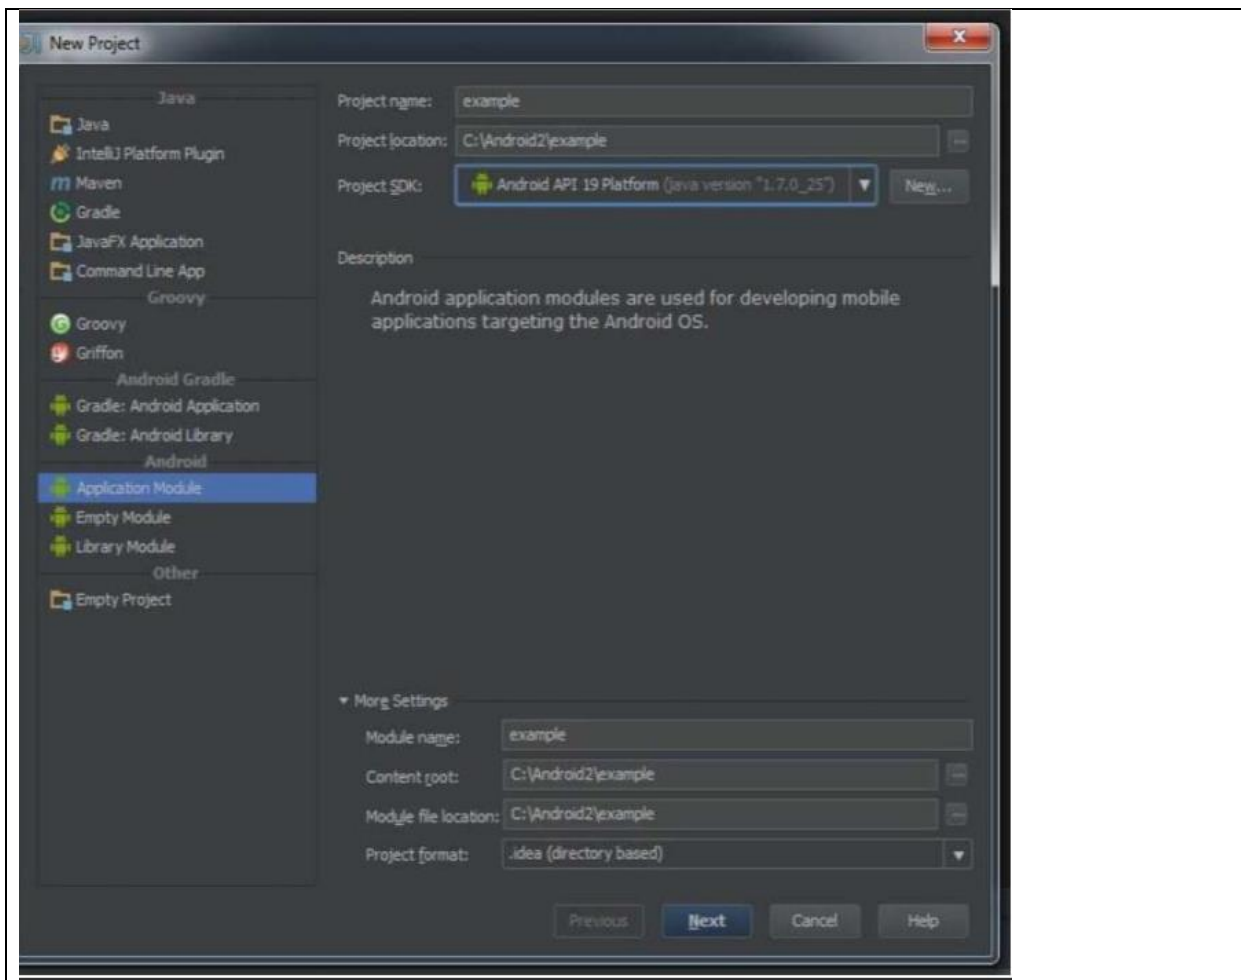 New Project
Java
Java
IntelliJ Platform Plugin
Maven
Gradle
JavaFX Application
Command Line App
Groovy
Groovy
Griffon
Android Gradle
Gradle: Android Application
Gradle: Android Library
Android
Application Module
Empty Module
Library Module
Other
Empty Project
Project name: example
Project location: C:\Android2\example
Project SDK: Android API 19 Platform (java version "1.7.0_25") New...
Description
Android application modules are used for developing mobile
applications targeting the Android OS.
More Settings
Module name: example
Content root: C:\Android2\example
Module file location: C:\Android2\example
Project format: .idea (directory based)
Previous Next Cancel Help